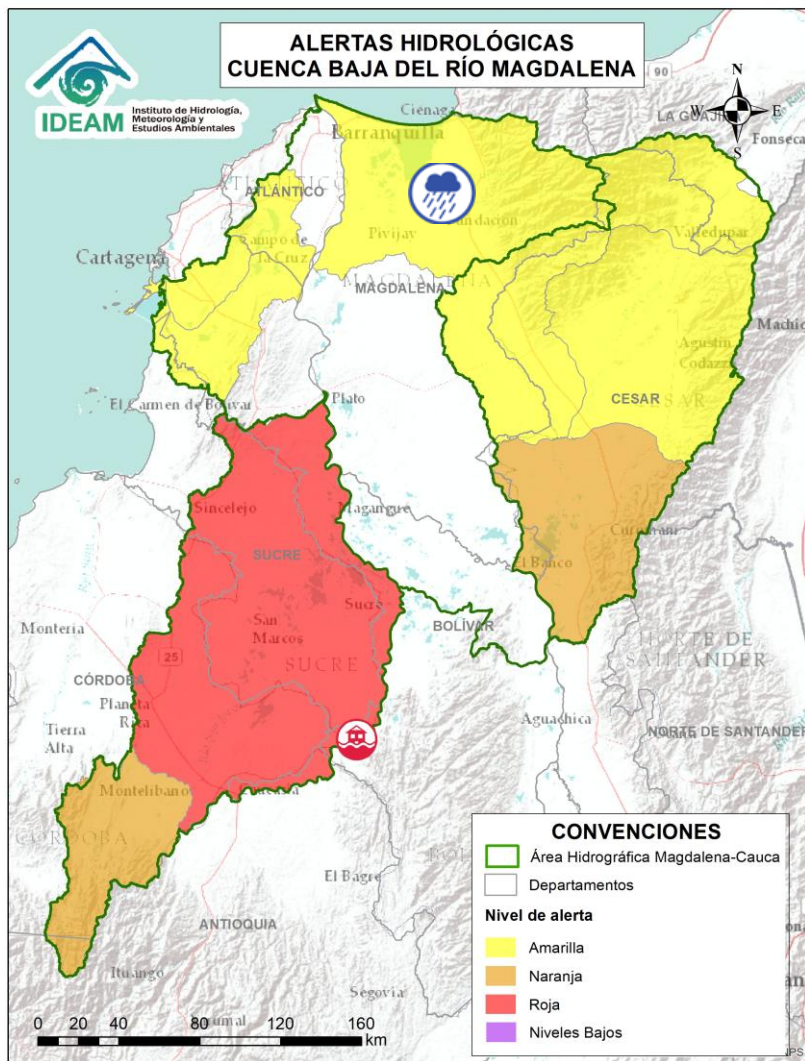 ALERTAS HIDROLÓGICAS
CUENCA BAJA DEL RÍO MAGDALENA
IDEAM
Instituto de Hidrología,
Meteorología y
Estudios Ambientales
N
W E
S
90
LA GUAJI
Fonseca
Ciénaga
Barranquilla
ATLÁNTICO
Valledupar
Pivijay
Campo de
la Cruz
Cartagena
MAGDALENA
MAGDALENA
Machiq
Agustín
Codazzi
CESAR
El Carmen de Bolívar
Plato
Sincelejo
Magangué
SUCRE
El Banco
San
Marcos
Sucre
BOLÍVAR
Montería
SUCRE
NORTE DE
SANTANDER
25
CÓRDOBA
Planeta
Rica
Tierra
Alta
Aguachica
NORTE DE SANTANDER
Montelíbano
CÓRDOBA
El Bagre
ANTIOQUIA
Ituango
Segovia
CONVENCIONES
Área Hidrográfica Magdalena-Cauca
Departamentos
Nivel de alerta
Amarilla
Naranja
Roja
Niveles Bajos
0 20 40 80 120 160
km